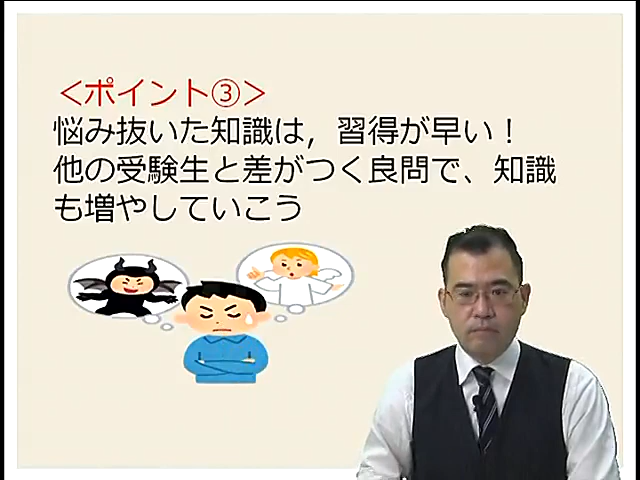 ＜ポイント③＞
悩み抜いた知識は，習得が早い！
他の受験生と差がつく良問で、知識
も増やしていこう